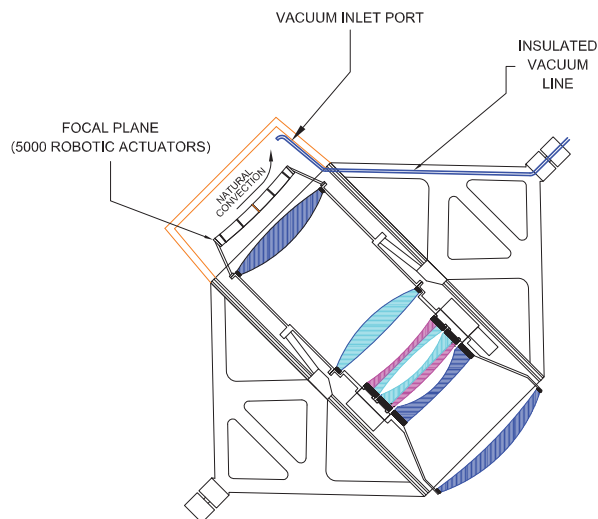 VACUUM INLET PORT
INSULATED
VACUUM
LINE
FOCAL PLANE
(5000 ROBOTIC ACTUATORS)
NATURAL
CONVECTION